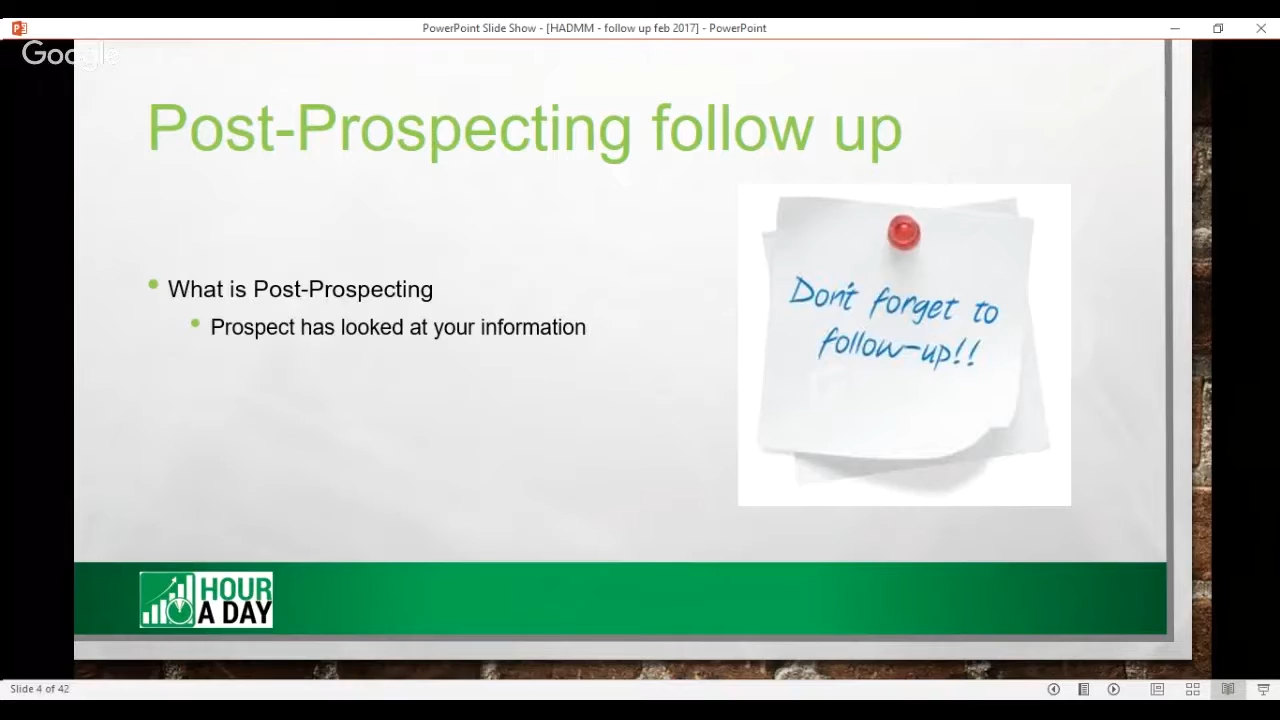 PowerPoint Slide Show - [HADMM - follow up feb 2017] - PowerPoint
Google
Post-Prospecting follow up
What is Post-Prospecting
Prospect has looked at your information
Don't forget to
follow-up!!
HOUR
A DAY
Slide 4 of 42